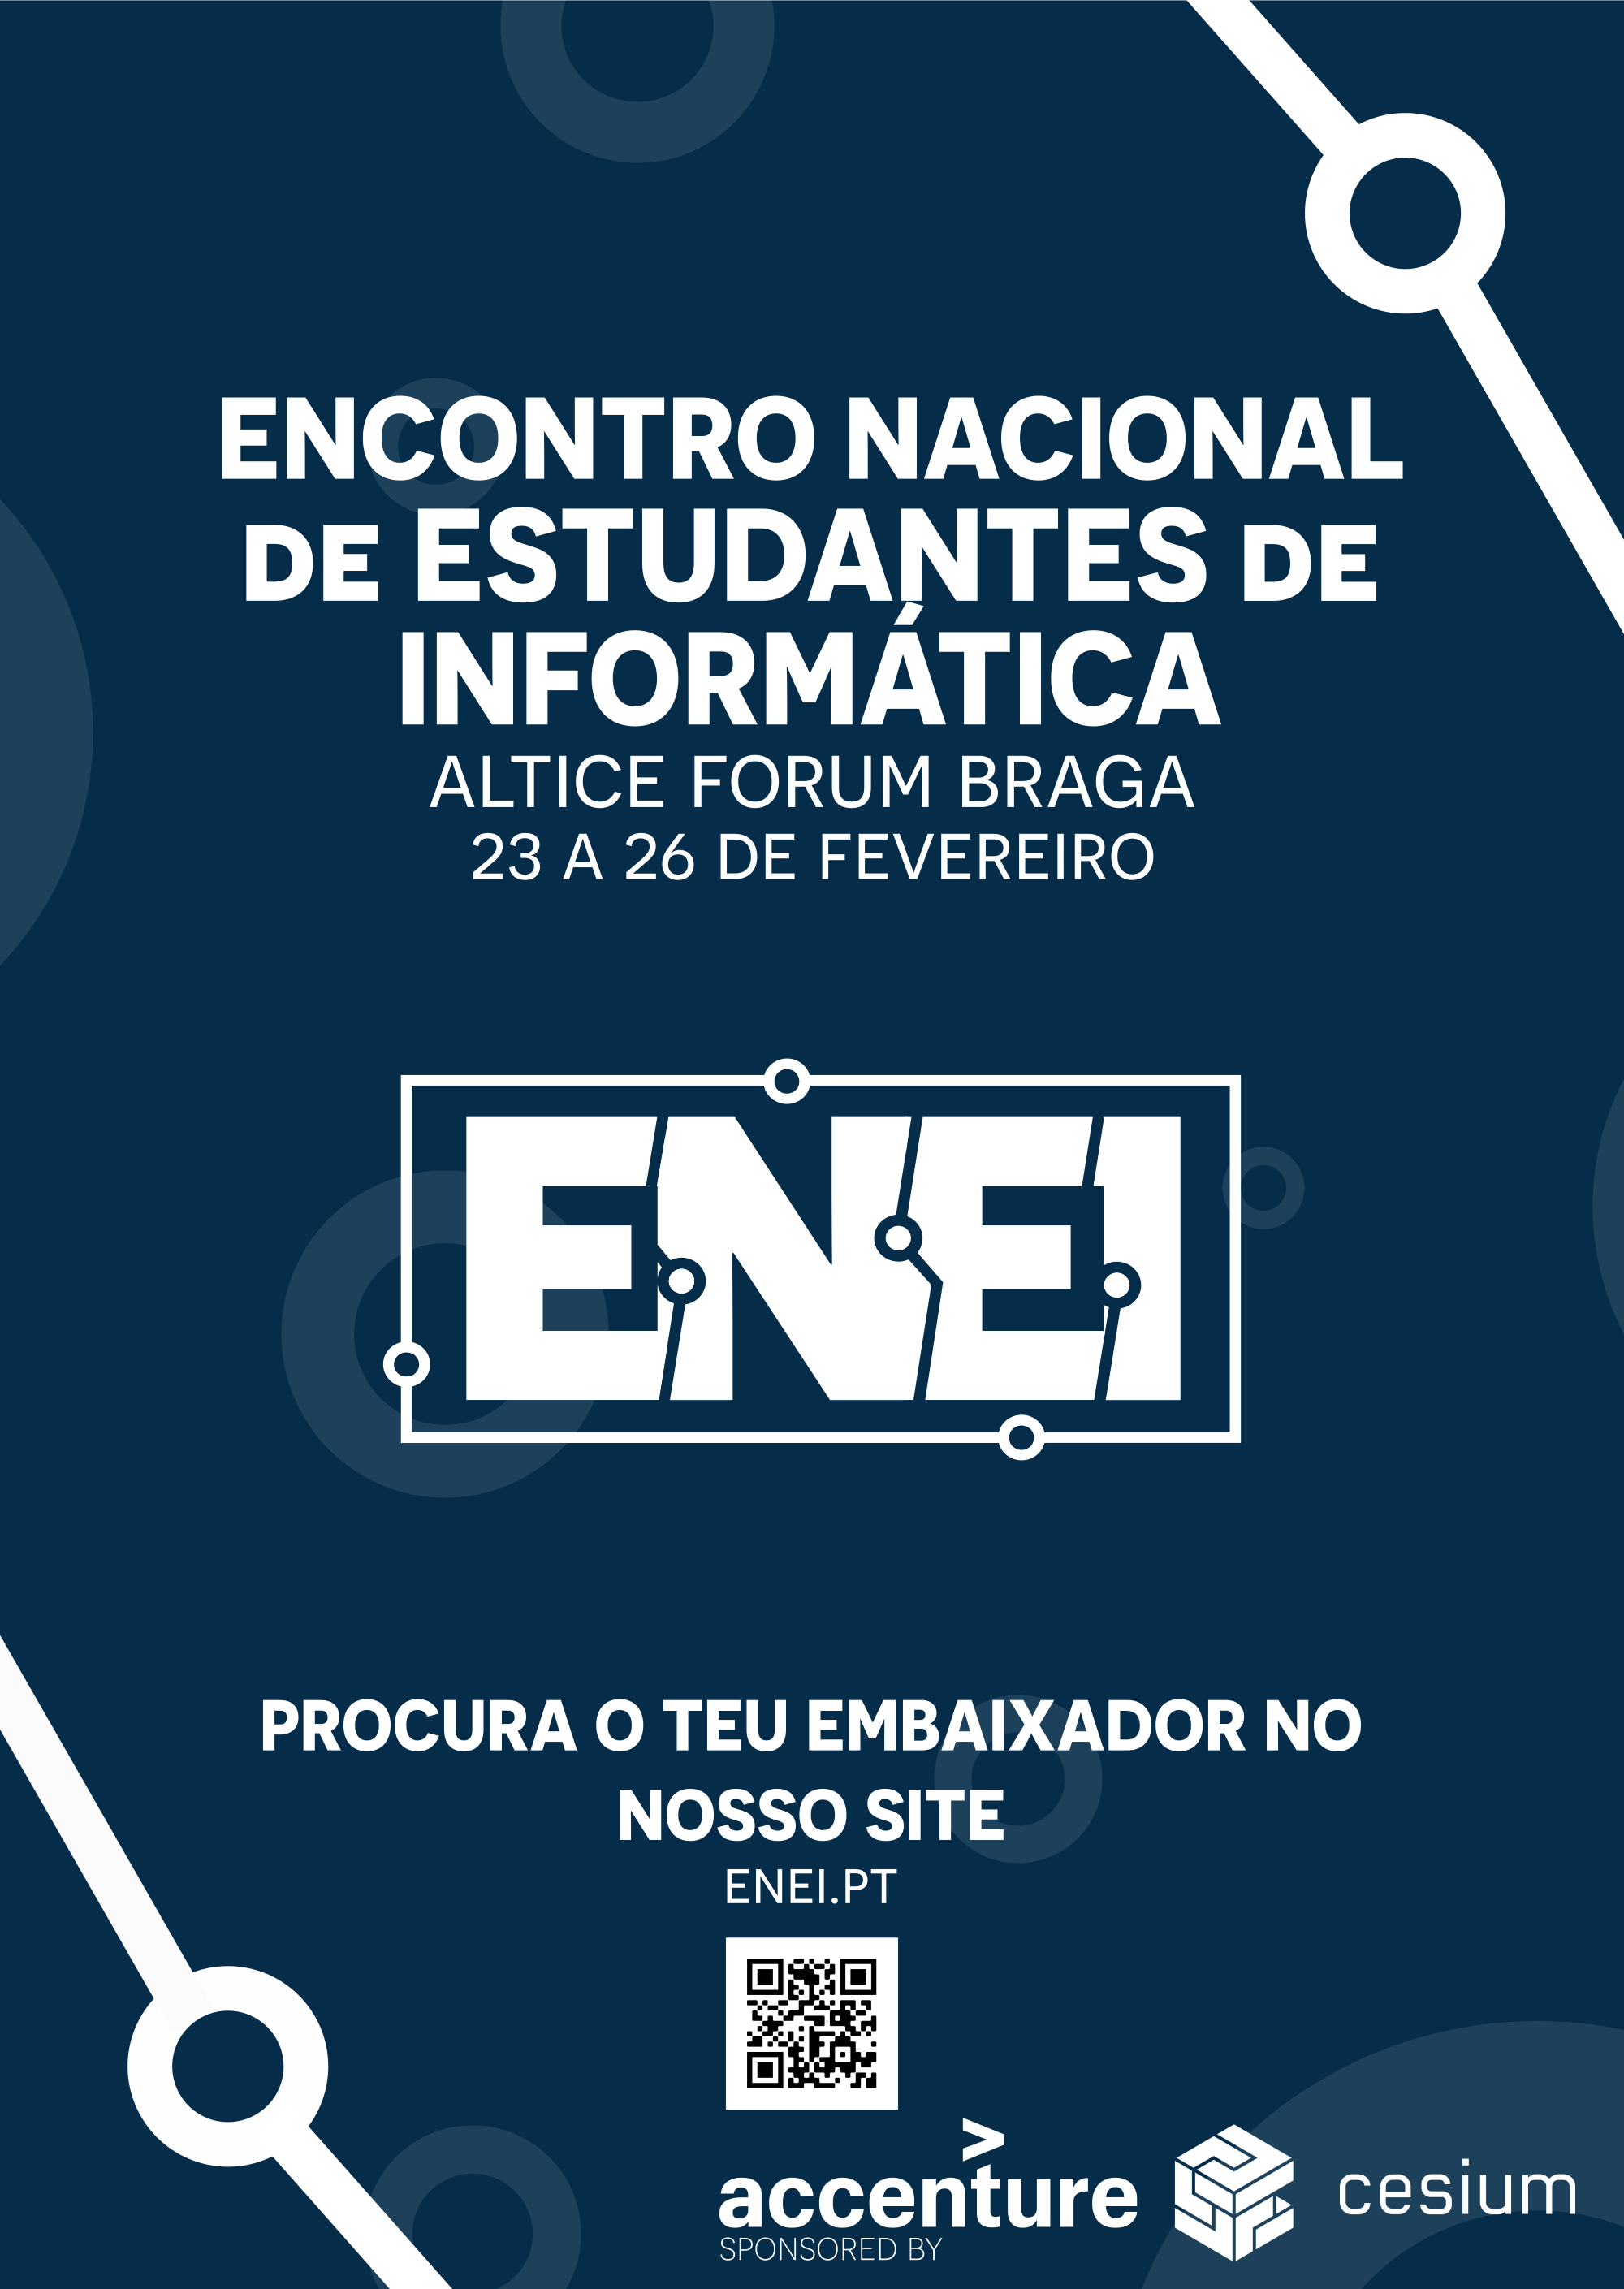 ENCONTRO NACIONAL
DE ESTUDANTES DE
INFORMÁTICA
ALTICE FORUM BRAGA
23 A 26 DE FEVEREIRO
ENEI
PROCURA O TEU EMBAIXADOR NO
NOSSO SITE
ENEI.PT
accenture
SPONSORED BY
cesium